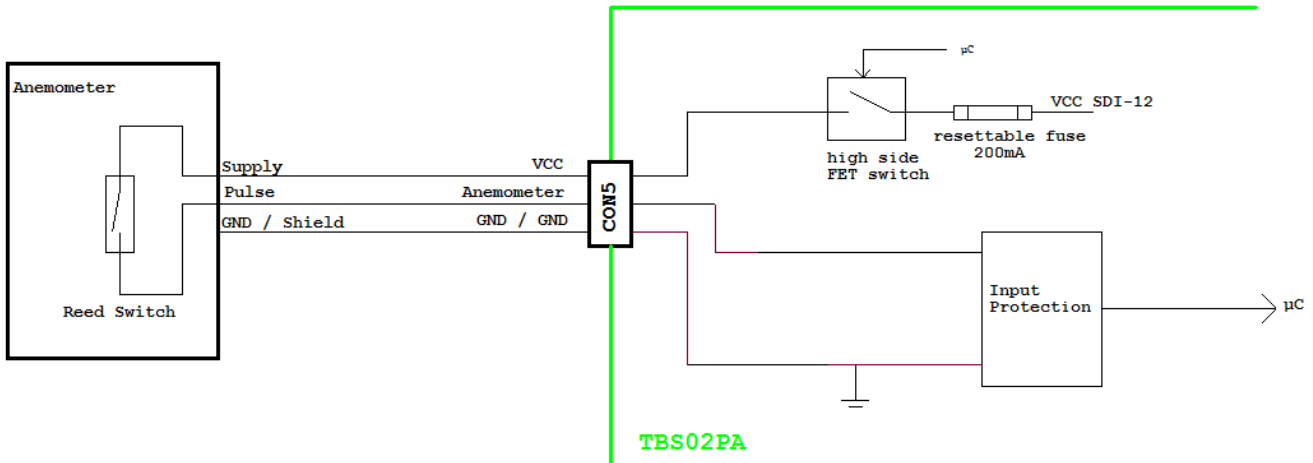 µC
Anemometer
VCC SDI-12
resettable fuse
200mA
high side
FET switch
Supply
VCC
Pulse
Anemometer
GND / Shield
GND / GND
CON5
Reed Switch
Input
Protection
µC
TBS02PA